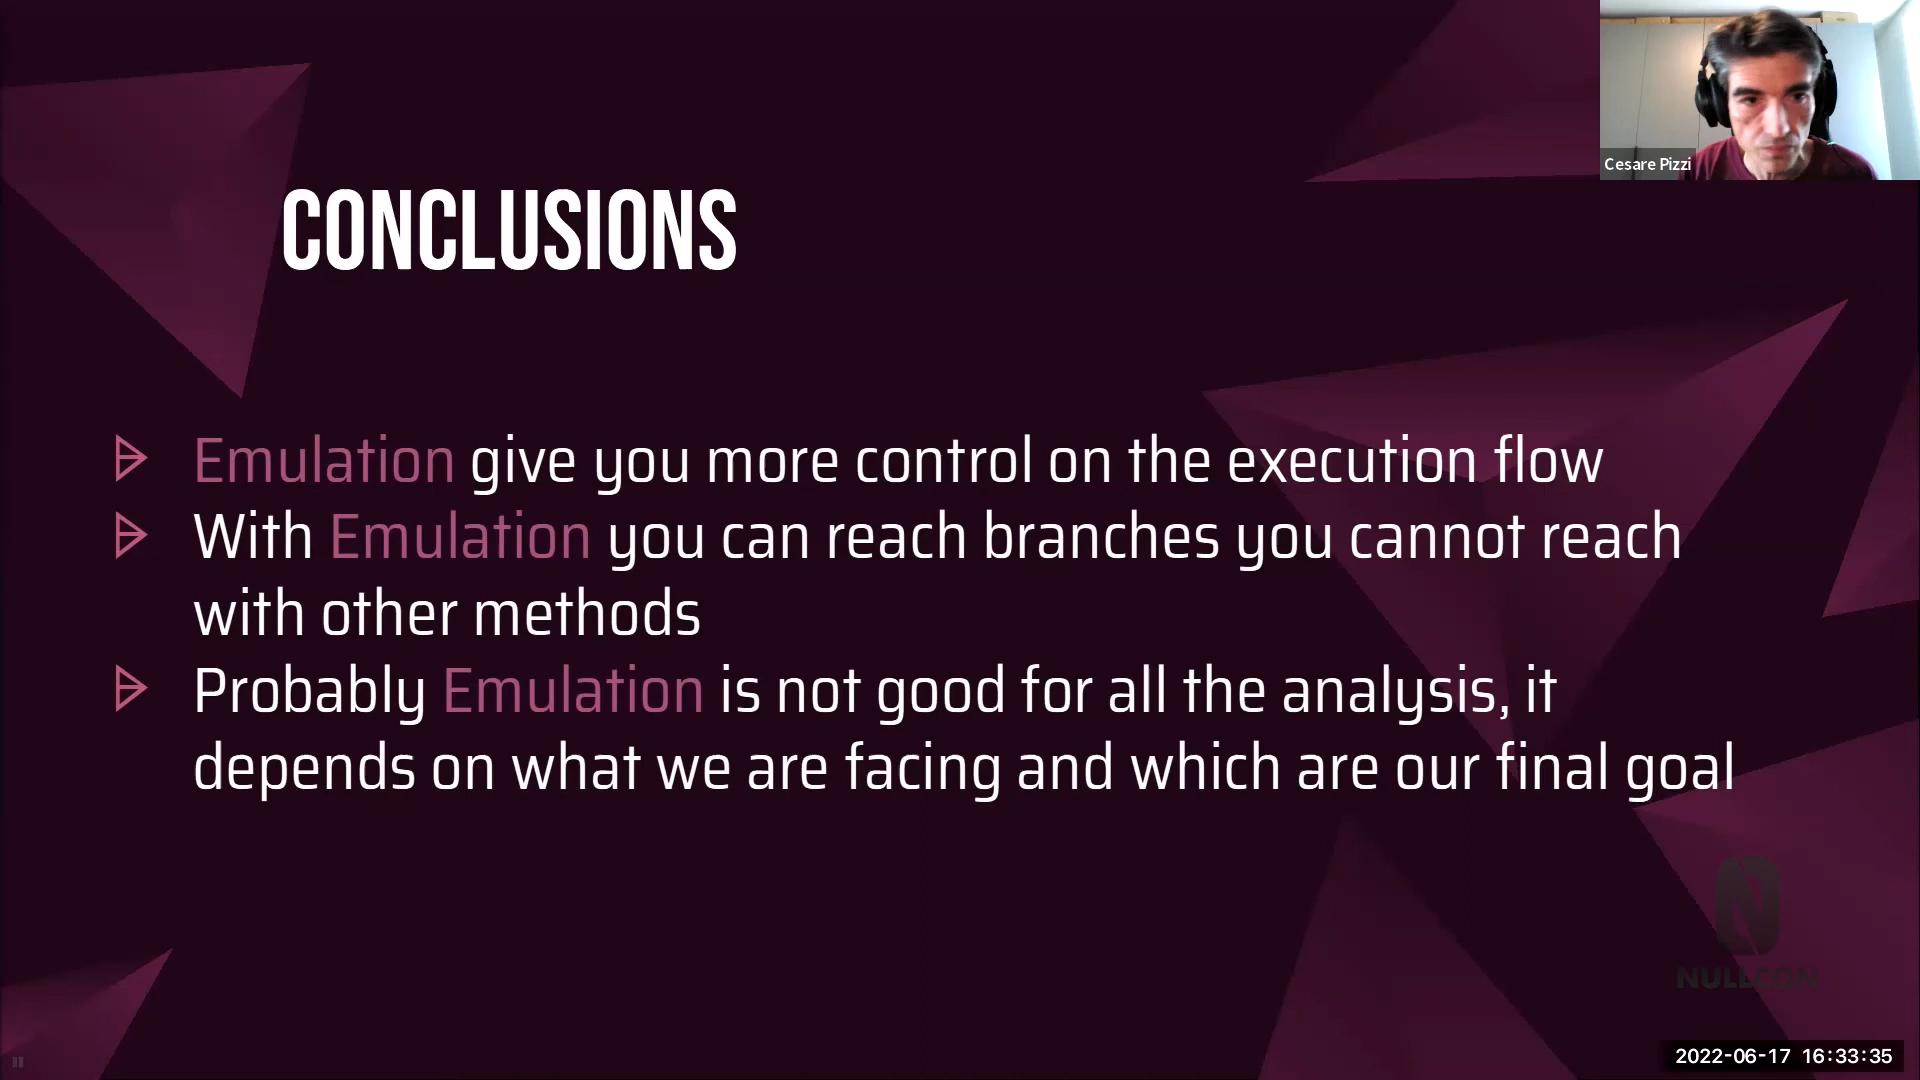 Cesare Pizzi
CONCLUSIONS
Emulation give you more control on the execution flow
With Emulation you can reach branches you cannot reach
with other methods
Probably Emulation is not good for all the analysis, it
depends on what we are facing and which are our final goal
NULLCON
2022-06-17 16:33:35